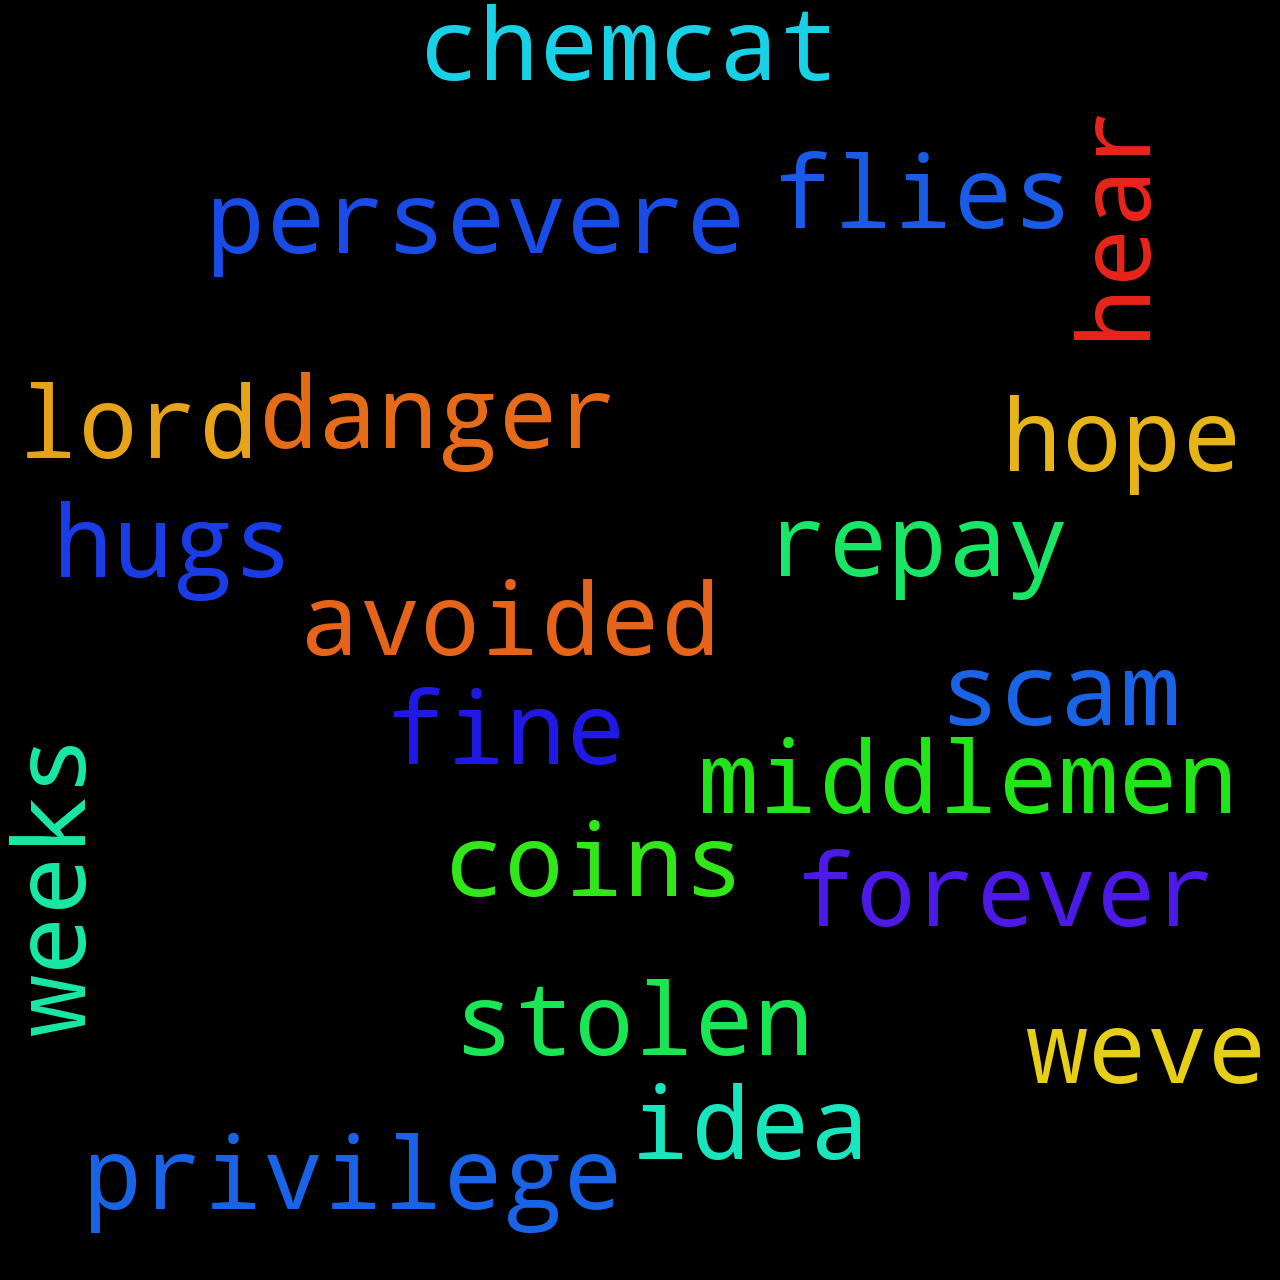 chemcat
persevere
flies
hear
lord
danger
hope
hugs
repay
avoided
scam
fine
middlemen
weeks
coins
forever
stolen
weve
idea
privilege